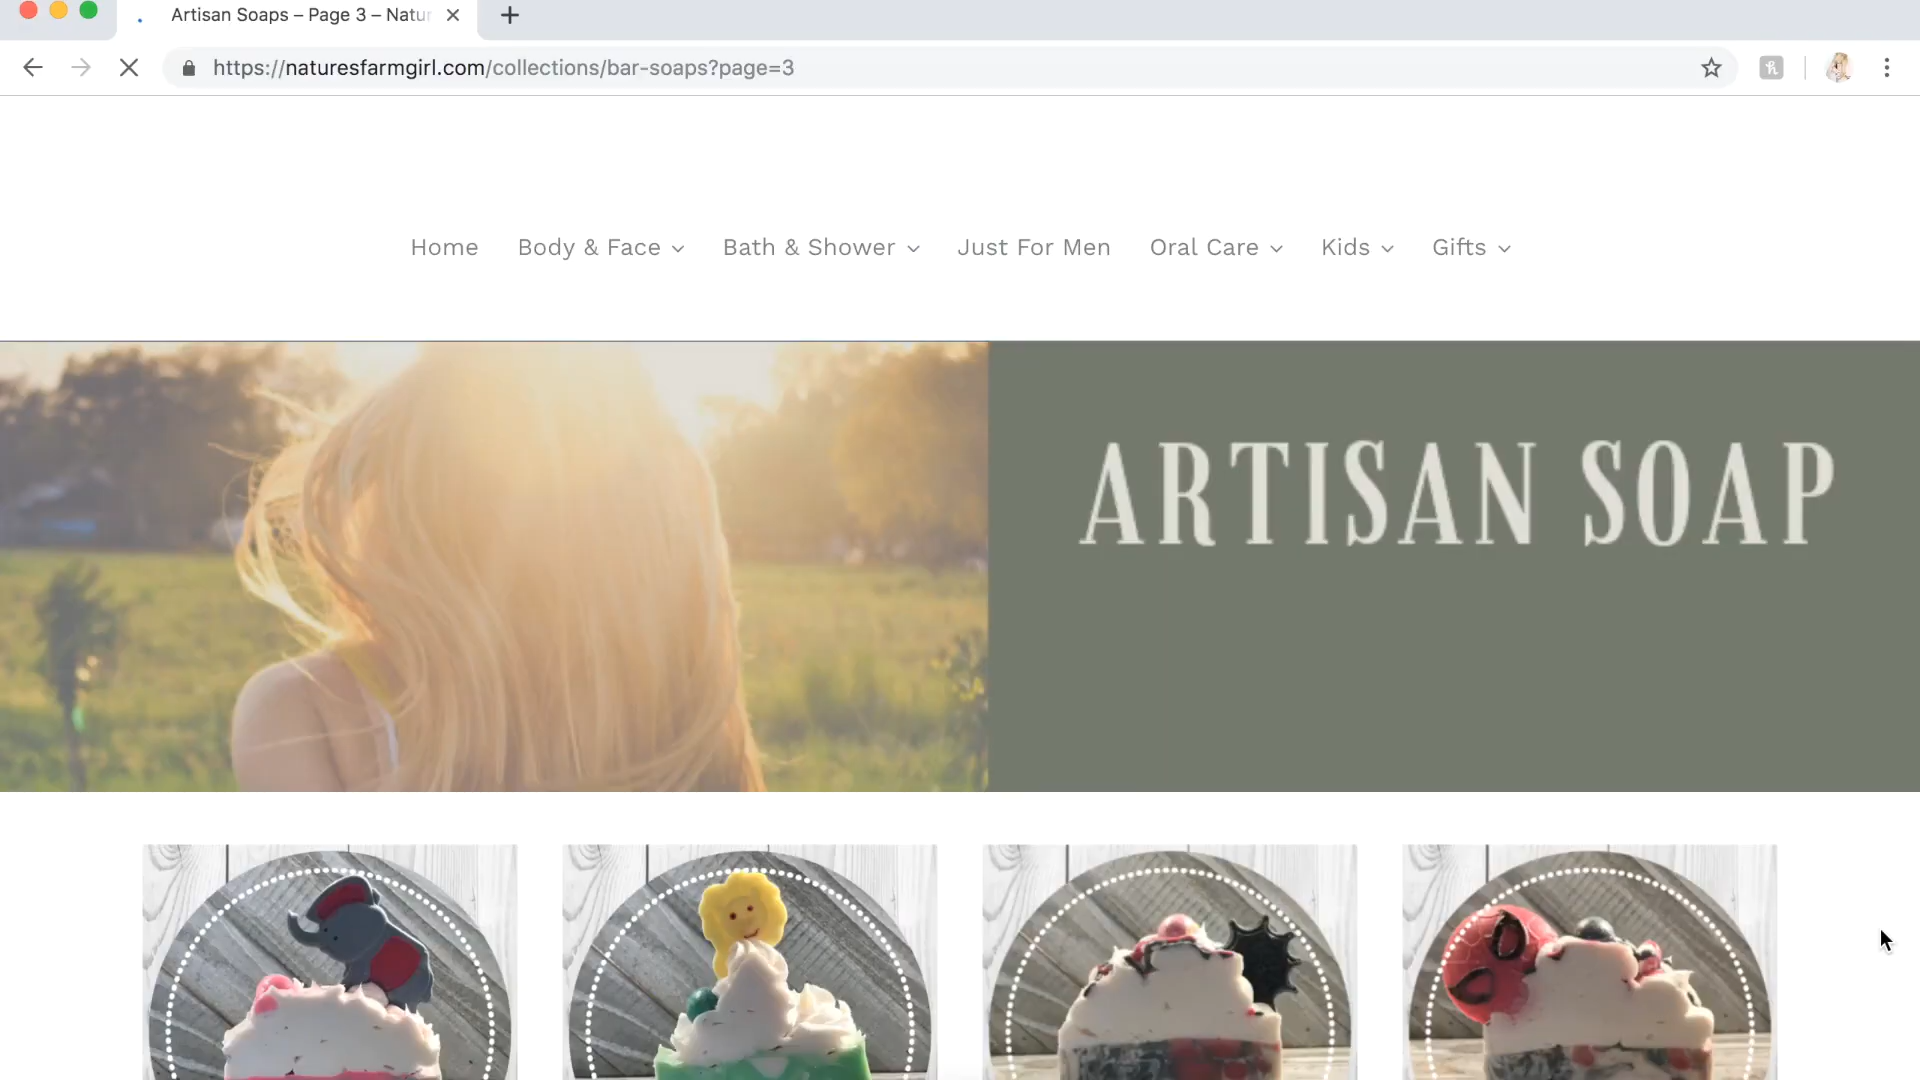 Artisan Soaps – Page 3 – Natur
https://naturesfarmgirl.com/collections/bar-soaps?page=3
Home Body & Face Bath & Shower Just For Men Oral Care Kids Gifts
ARTISAN SOAP